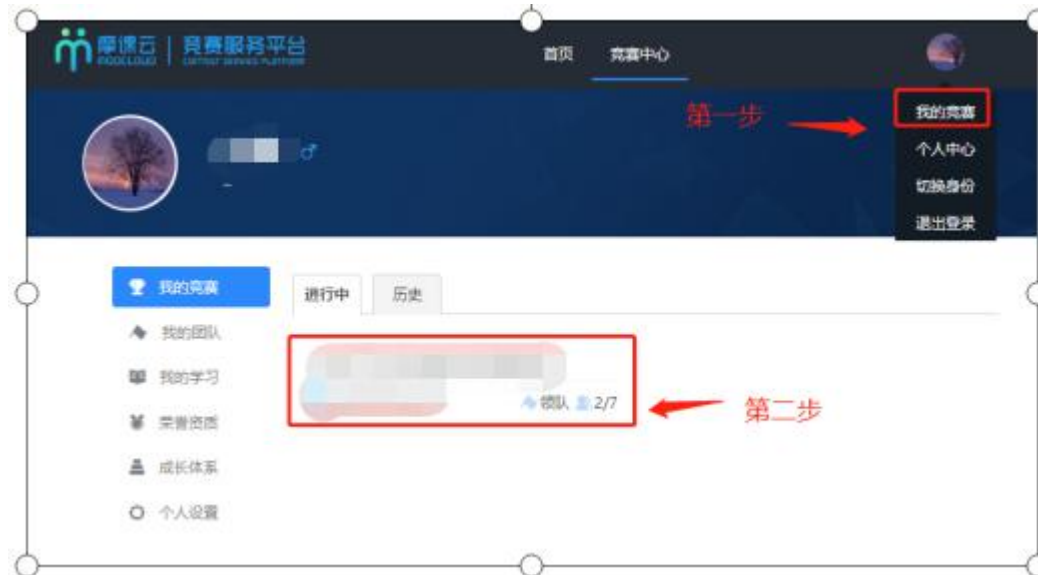 摩课云 | 竞赛服务平台
MOOCLOUD CONTEST SERVICE PLATFORM
首页 竞赛中心
第一步
我的竞赛
个人中心
切换身份
退出登录
我的竞赛
进行中 历史
我的团队
我的学习
领队 2/7
第二步
荣誉资质
成长体系
个人设置